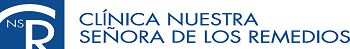 NS
R
CLÍNICA NUESTRA
SEÑORA DE LOS REMEDIOS